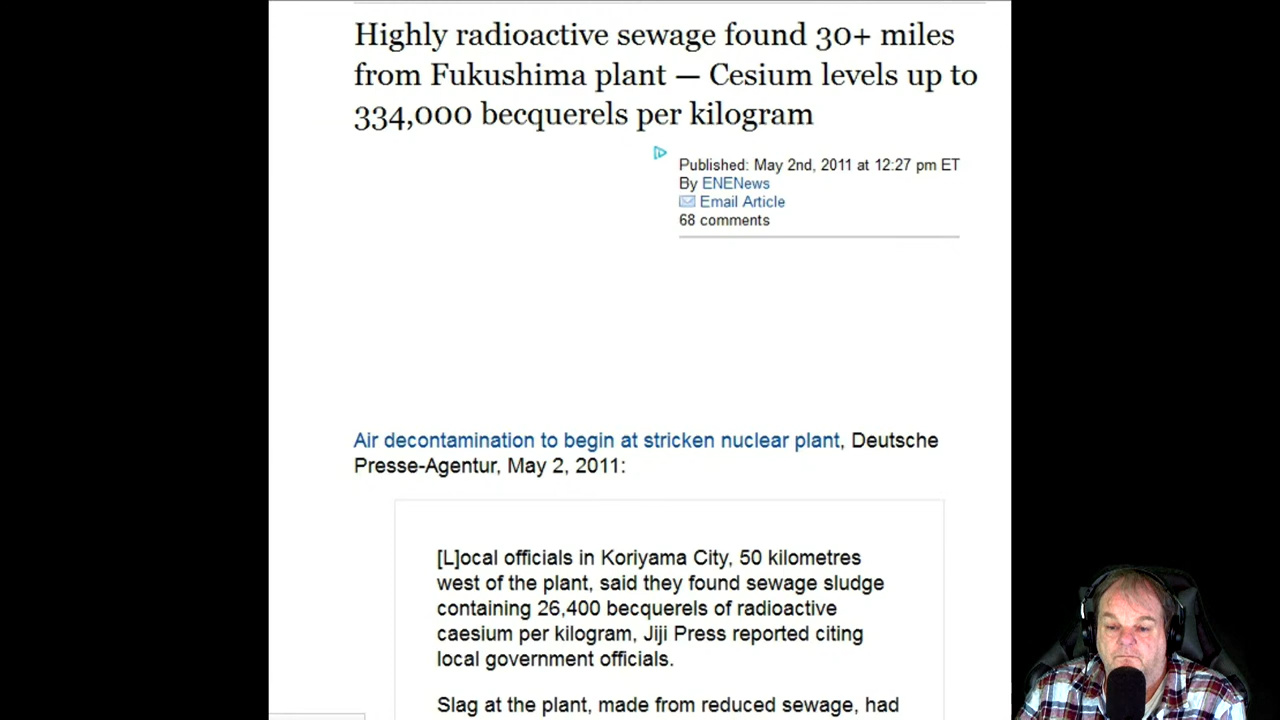 Highly radioactive sewage found 30+ miles
from Fukushima plant — Cesium levels up to
334,000 becquerels per kilogram
Published: May 2nd, 2011 at 12:27 pm ET
By ENENews
Email Article
68 comments
Air decontamination to begin at stricken nuclear plant, Deutsche
Presse-Agentur, May 2, 2011:
[L]ocal officials in Koriyama City, 50 kilometres
west of the plant, said they found sewage sludge
containing 26,400 becquerels of radioactive
caesium per kilogram, Jiji Press reported citing
local government officials.
Slag at the plant, made from reduced sewage, had